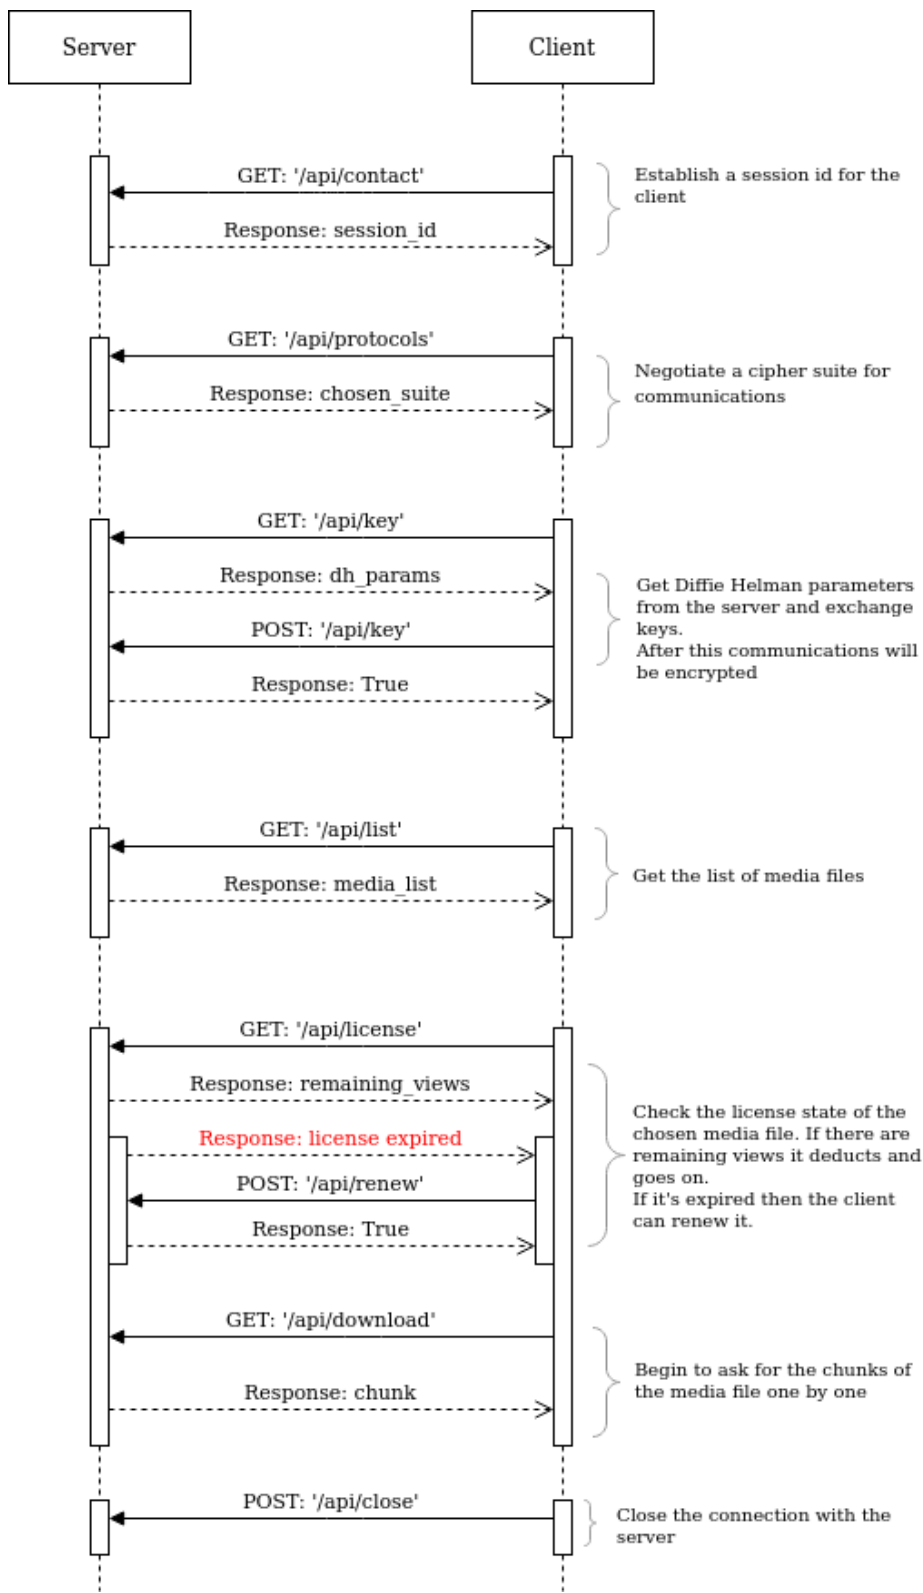 Server
Client
GET: '/api/contact'
Establish a session id for the
client
Response: session_id
GET: '/api/protocols'
Response: chosen_suite
Negotiate a cipher suite for
communications
GET: '/api/key'
Response: dh_params
POST: '/api/key'
Response: True
Get Diffie Helman parameters
from the server and exchange
keys.
After this communications will
be encrypted
GET: '/api/list'
Response: media_list
Get the list of media files
GET: '/api/license'
Response: remaining_views
Response: license expired
POST: '/api/renew'
Response: True
Check the license state of the
chosen media file. If there are
remaining views it deducts and
goes on.
If it's expired then the client
can renew it.
GET: '/api/download'
Response: chunk
Begin to ask for the chunks of
the media file one by one
POST: '/api/close'
Close the connection with the
server